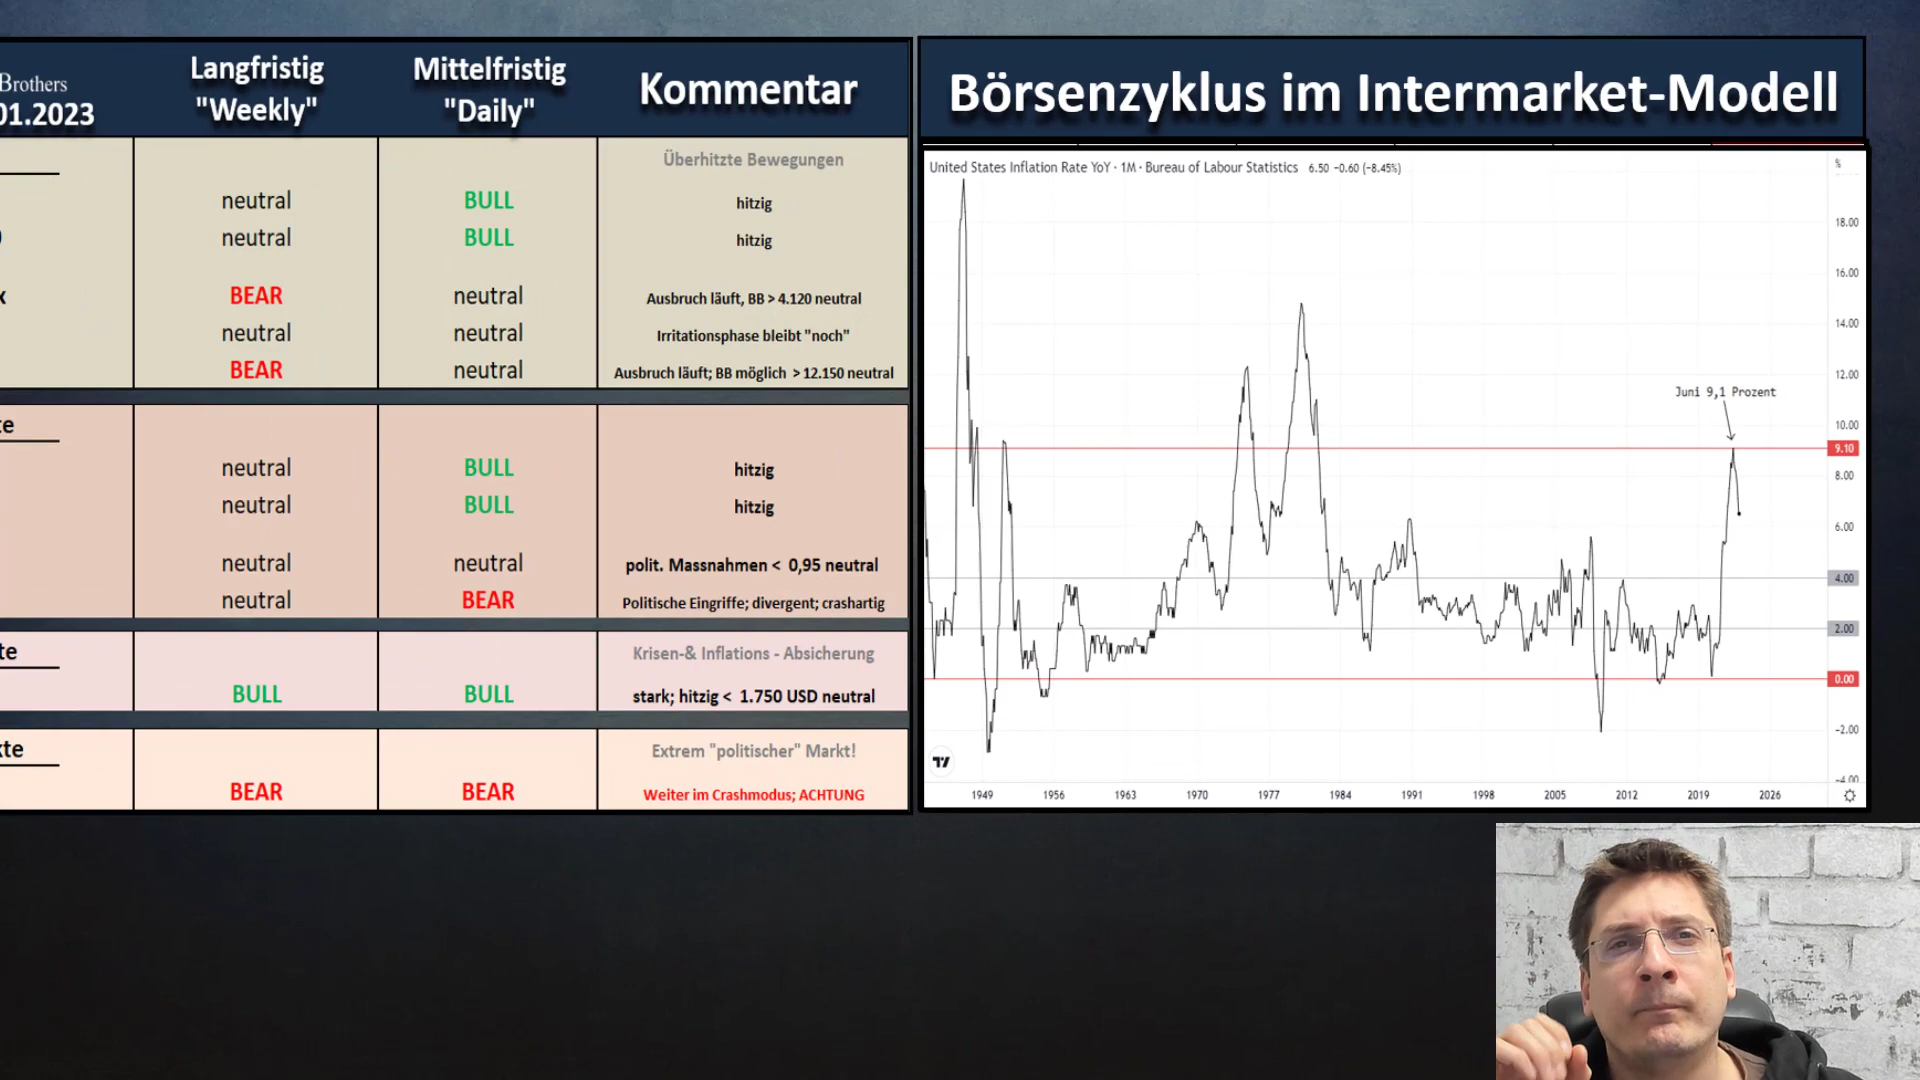 Brothers
01.2023
Langfristig
"Weekly"
Mittelfristig
"Daily"
Kommentar
Überhitzte Bewegungen
neutral BULL hitzig
neutral BULL hitzig
x BEAR neutral Ausbruch läuft, BB > 4.120 neutral
neutral neutral Irritationsphase bleibt "noch"
BEAR neutral Ausbruch läuft; BB möglich > 12.150 neutral
te
neutral BULL hitzig
neutral BULL hitzig
neutral neutral polit. Massnahmen < 0,95 neutral
neutral BEAR Politische Eingriffe; divergent; crashartig
te Krisen-& Inflations - Absicherung
BULL BULL stark; hitzig < 1.750 USD neutral
kte Extrem "politischer" Markt!
BEAR BEAR Weiter im Crashmodus; ACHTUNG
Börsenzyklus im Intermarket-Modell
United States Inflation Rate YoY · 1M · Bureau of Labour Statistics 6.50 −0.60 (−8.45%)
%
18.00
16.00
14.00
12.00
Juni 9,1 Prozent
10.00
9.10
8.00
6.00
4.00
2.00
0.00
−2.00
−4.00
1949 1956 1963 1970 1977 1984 1991 1998 2005 2012 2019 2026